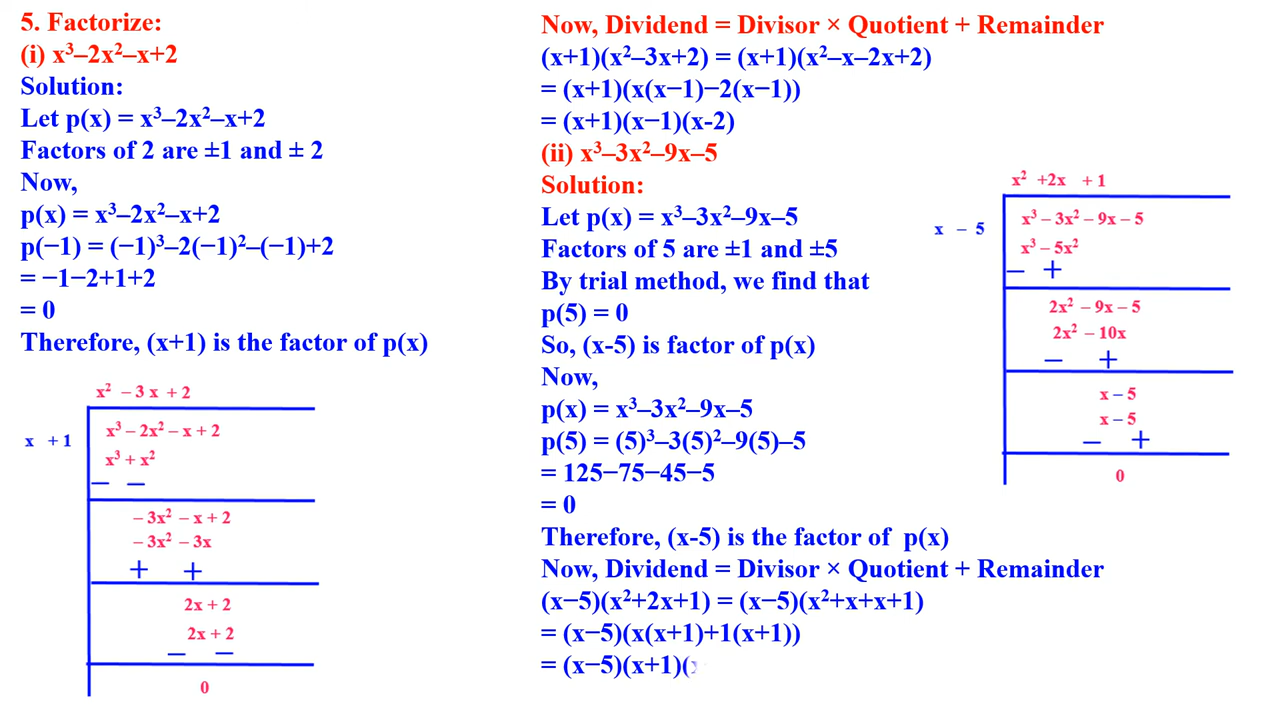 5. Factorize:
(i) x³–2x²–x+2
Solution:
Let p(x) = x³–2x²–x+2
Factors of 2 are ±1 and ± 2
Now,
p(x) = x³–2x²–x+2
p(−1) = (−1)³–2(−1)²–(−1)+2
= −1−2+1+2
= 0
Therefore, (x+1) is the factor of p(x)
x² – 3 x + 2
x + 1
x³ – 2x² – x + 2
x³ + x²
– –
– 3x² – x + 2
– 3x² – 3x
+ +
2x + 2
2x + 2
– –
0
Now, Dividend = Divisor × Quotient + Remainder
(x+1)(x²–3x+2) = (x+1)(x²–x–2x+2)
= (x+1)(x(x−1)−2(x−1))
= (x+1)(x−1)(x-2)
(ii) x³–3x²–9x–5
Solution:
Let p(x) = x³–3x²–9x–5
Factors of 5 are ±1 and ±5
By trial method, we find that
p(5) = 0
So, (x-5) is factor of p(x)
Now,
p(x) = x³–3x²–9x–5
p(5) = (5)³–3(5)²–9(5)–5
= 125−75−45−5
= 0
Therefore, (x-5) is the factor of p(x)
Now, Dividend = Divisor × Quotient + Remainder
(x−5)(x²+2x+1) = (x−5)(x²+x+x+1)
= (x−5)(x(x+1)+1(x+1))
= (x−5)(x+1)(
x² +2x + 1
x – 5
x³ – 3x² – 9x – 5
x³ – 5x²
– +
2x² – 9x – 5
2x² – 10x
– +
x – 5
x – 5
– +
0